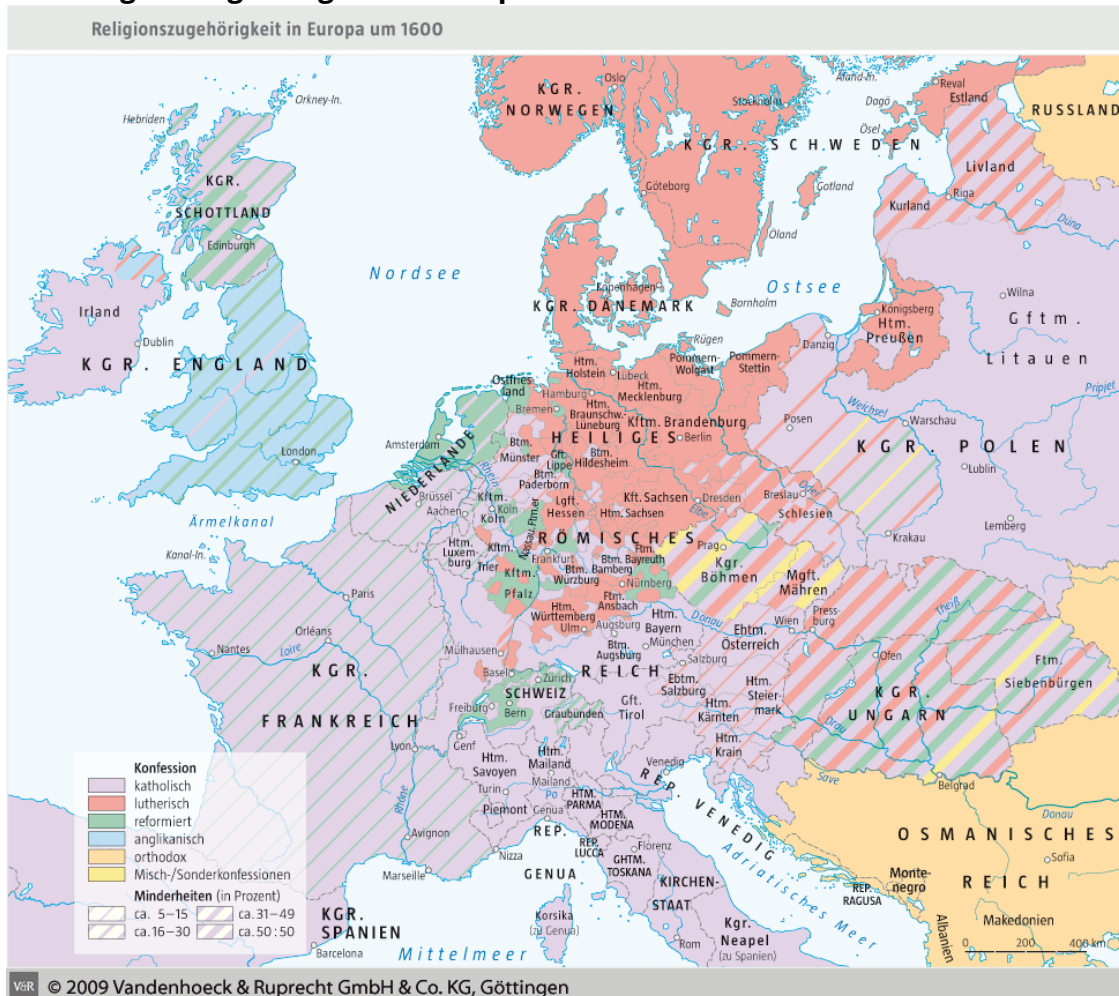 Religionszugehörigkeit in Europa um 1600
Orkney-In.
Hebriden
KGR.
SCHOTTLAND
Edinburgh
Irland
Dublin
KGR. ENGLAND
London
Nordsee
Ärmelkanal
Kanal-In.
KGR.
NORWEGEN
Oslo
Stockholm
KGR. SCHWEDEN
Göteborg
Gotland
Öland
Åland-In.
Dagö
Ösel
Reval
Estland
RUSSLAND
Livland
Riga
Kurland
Düna
KGR. DÄNEMARK
Kopenhagen
Bornholm
Ostsee
Rügen
Königsberg
Htm.
Preußen
Danzig
Wilna
Gftm.
Litauen
Pripjet
Weichsel
Warschau
Posen
KGR. POLEN
Lublin
Lemberg
Krakau
Htm.
Holstein
Lübeck
Htm.
Mecklenburg
Pommern-
Wolgast
Pommern-
Stettin
Hamburg
Ostfries
land
Bremen
Htm.
Braunschw.-
Lüneburg
Kftm. Brandenburg
Berlin
HEILIGES
Amsterdam
NIEDERLANDE
Btm.
Münster
Gft.
Lippe
Btm.
Hildesheim
Btm.
Paderborn
Rhein
Brüssel
Aachen
Kftm.
Köln
Köln
Lgft.
Hessen
Kft. Sachsen
Htm. Sachsen
Dresden
Elbe
Breslau
Oder
Schlesien
Nassau. Ftm.er
RÖMISCHES
Htm.
Luxem-
burg
Kftm.
Trier
Frankfurt
Btm.
Würzburg
Btm.
Bamberg
Ftm.
Bayreuth
Prag
Kgr.
Böhmen
Mgft.
Mähren
Kftm.
Pfalz
Nürnberg
Ftm.
Ansbach
Htm.
Württemberg
Ulm
Augsburg
Btm.
Augsburg
Htm.
Bayern
München
Donau
Wien
Press-
burg
Ehtm.
Österreich
Theiß
Paris
Orléans
Nantes
Loire
KGR.
FRANKREICH
Mülhausen
Basel
Zürich
SCHWEIZ
Freiburg
Bern
Graubünden
Genf
REICH
Salzburg
Ebtm.
Salzburg
Gft.
Tirol
Htm.
Steier-
mark
Htm.
Kärnten
Htm.
Krain
Drau
Save
Ofen
KGR.
UNGARN
Ftm.
Siebenbürgen
Belgrad
Donau
Lyon
Rhône
Avignon
Marseille
Nizza
Htm.
Savoyen
Turin
Piemont
Htm.
Mailand
Mailand
Po
Genua
REP.
GENUA
HTM.
PARMA
HTM.
MODENA
REP.
LUCCA
GHTM.
TOSKANA
Florenz
Venedig
REP. VENEDIG
Adriatisches Meer
KIRCHEN-
STAAT
Rom
Kgr.
Neapel
(zu Spanien)
Korsika
(zu Genua)
REP.
RAGUSA
Monte-
negro
Albanien
Makedonien
Sofia
OSMANISCHES
REICH
KGR.
SPANIEN
Barcelona
Mittelmeer
Konfession
katholisch
lutherisch
reformiert
anglikanisch
orthodox
Misch-/Sonderkonfessionen
Minderheiten (in Prozent)
ca. 5–15
ca. 31–49
ca. 16–30
ca. 50:50
0 200 400 km
V&R © 2009 Vandenhoeck & Ruprecht GmbH & Co. KG, Göttingen